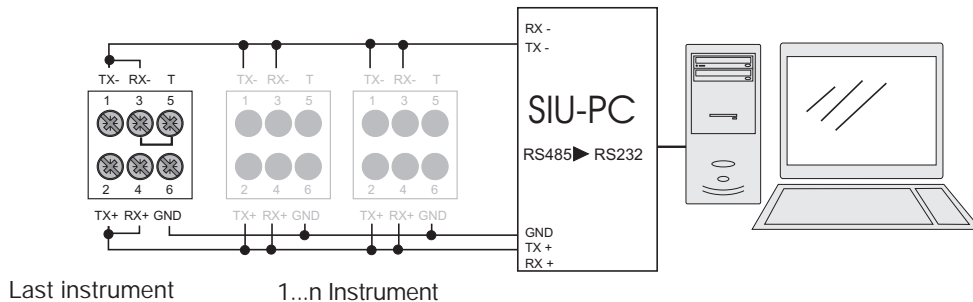 RX -
TX -
TX- RX- T
1 3 5
2 4 6
TX+ RX+ GND
TX- RX- T
1 3 5
2 4 6
TX+ RX+ GND
TX- RX- T
1 3 5
2 4 6
TX+ RX+ GND
SIU-PC
RS485 ▶ RS232
GND
TX +
RX +
Last instrument
1...n Instrument